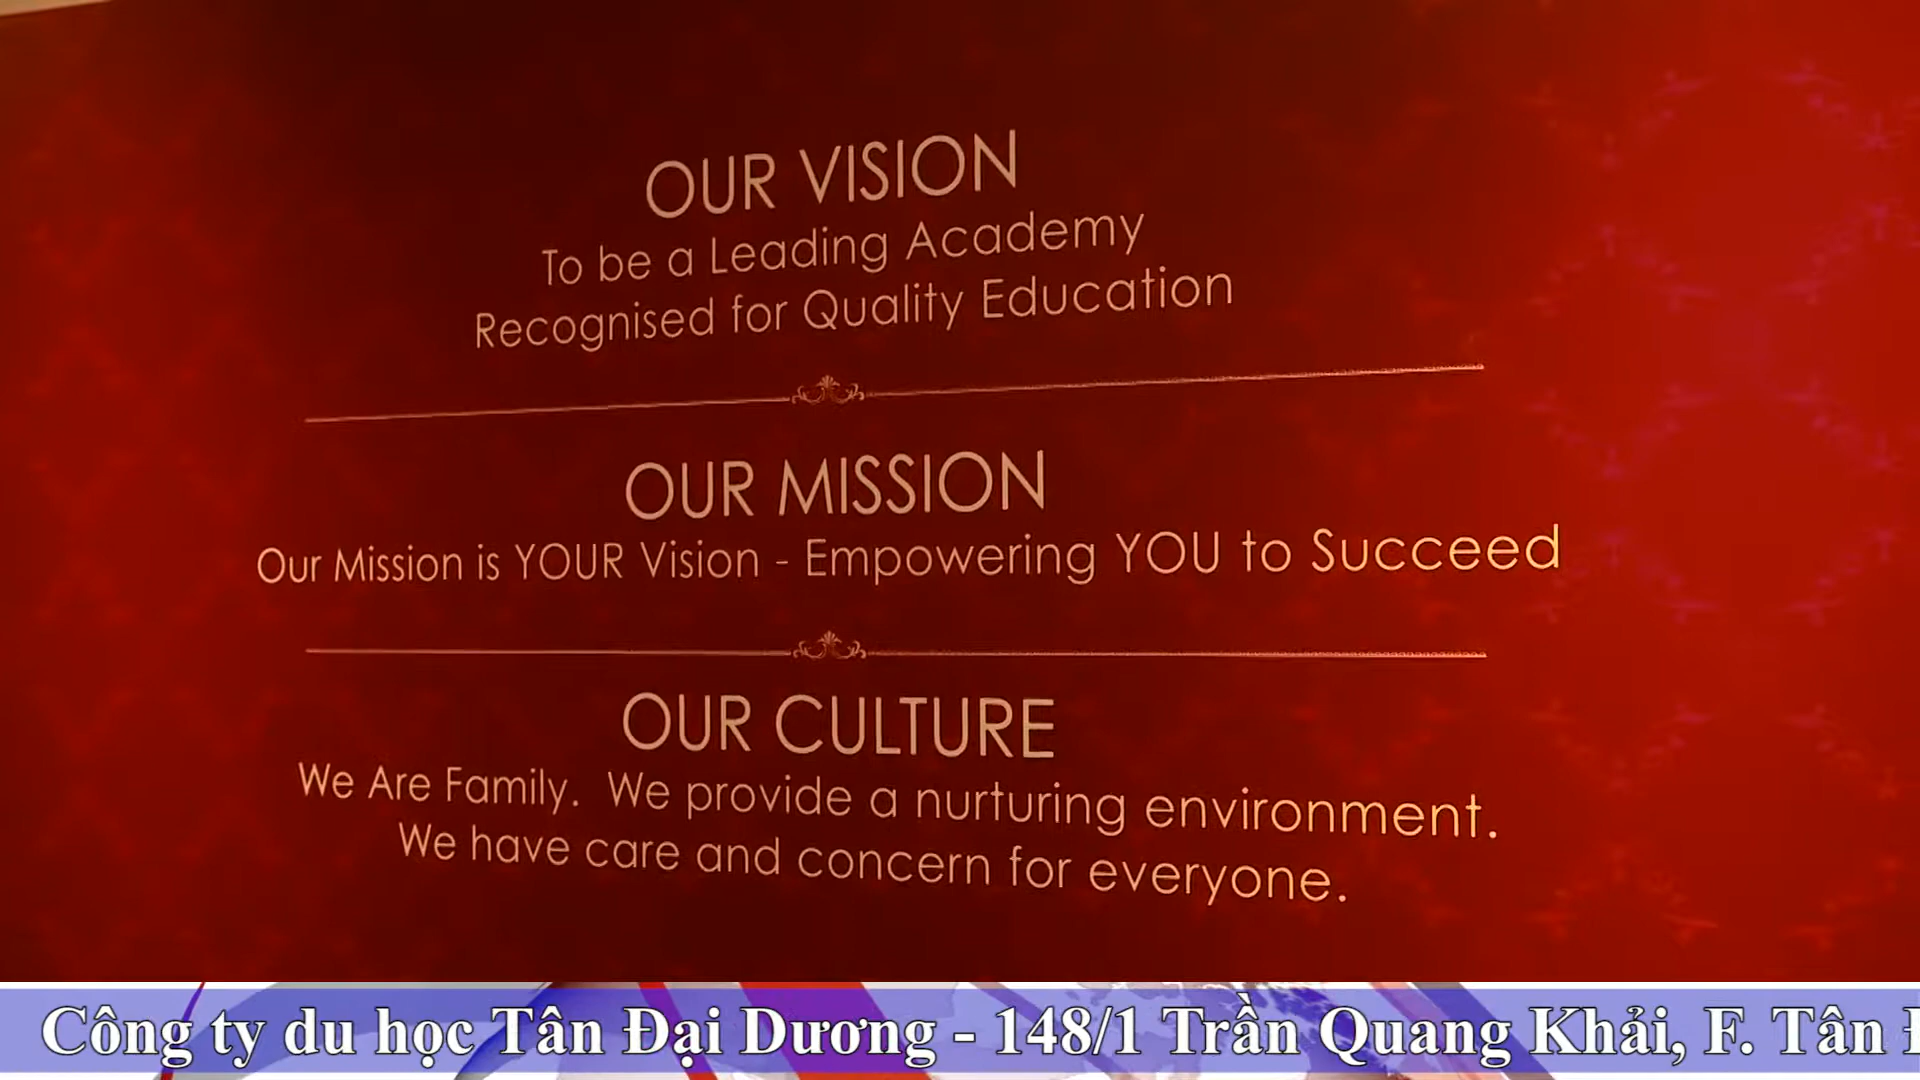 OUR VISION
To be a Leading Academy
Recognised for Quality Education
OUR MISSION
Our Mission is YOUR Vision - Empowering YOU to Succeed
OUR CULTURE
We Are Family. We provide a nurturing environment.
We have care and concern for everyone.
Công ty du học Tân Đại Dương - 148/1 Trần Quang Khải, F. Tân